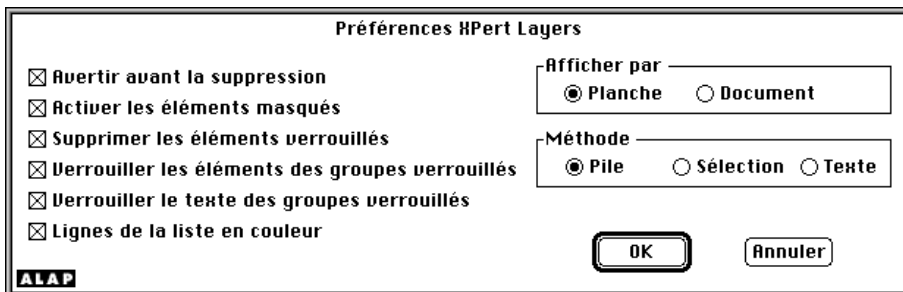 Préférences XPert Layers
Avertir avant la suppression
Activer les éléments masqués
Supprimer les éléments verrouillés
Verrouiller les éléments des groupes verrouillés
Verrouiller le texte des groupes verrouillés
Lignes de la liste en couleur
ALAP
Afficher par
Planche Document
Méthode
Pile Sélection Texte
OK Annuler